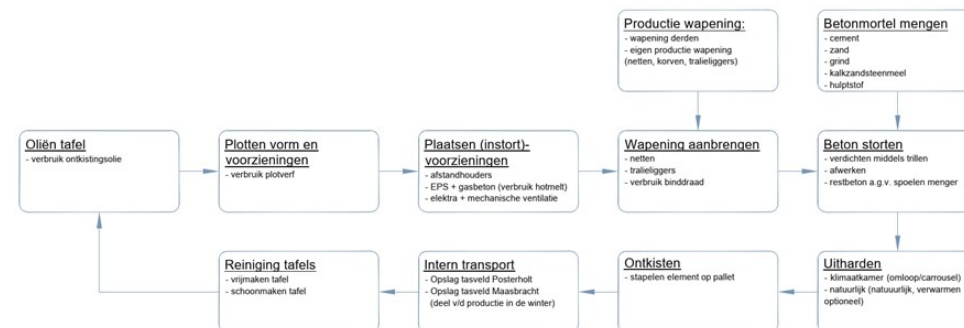 Productie wapening:
- wapening derden
- eigen productie wapening
(netten, korven, tralieliggers)
Betonmortel mengen
- cement
- zand
- grind
- kalkzandsteenmeel
- hulptstof
Oliën tafel
- verbruik ontkistingsolie
Plotten vorm en
voorzieningen
- verbruik plotverf
Plaatsen (instort)-
voorzieningen
- afstandhouders
- EPS + gasbeton (verbruik hotmelt)
- elektra + mechanische ventilatie
Wapening aanbrengen
- netten
- tralieliggers
- verbruik binddraad
Beton storten
- verdichten middels trillen
- afwerken
- restbeton a.g.v. spoelen menger
Reiniging tafels
- vrijmaken tafel
- schoonmaken tafel
Intern transport
- Opslag tasveld Posterholt
- Opslag tasveld Maasbracht
(deel v/d productie in de winter)
Ontkisten
- stapelen element op pallet
Uitharden
- klimaatkamer (omloop/carrousel)
- natuurlijk (natuuurlijk, verwarmen
optioneel)